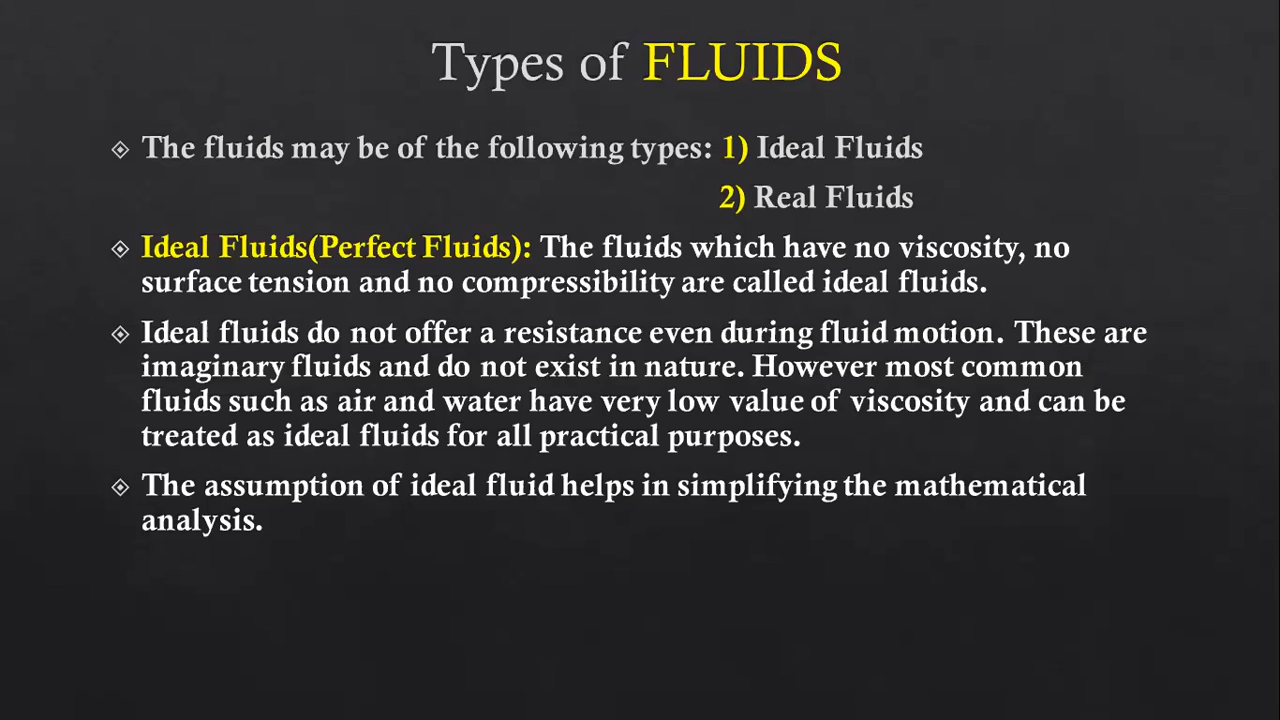 Types of FLUIDS
The fluids may be of the following types: 1) Ideal Fluids
2) Real Fluids
Ideal Fluids(Perfect Fluids): The fluids which have no viscosity, no
surface tension and no compressibility are called ideal fluids.
Ideal fluids do not offer a resistance even during fluid motion. These are
imaginary fluids and do not exist in nature. However most common
fluids such as air and water have very low value of viscosity and can be
treated as ideal fluids for all practical purposes.
The assumption of ideal fluid helps in simplifying the mathematical
analysis.